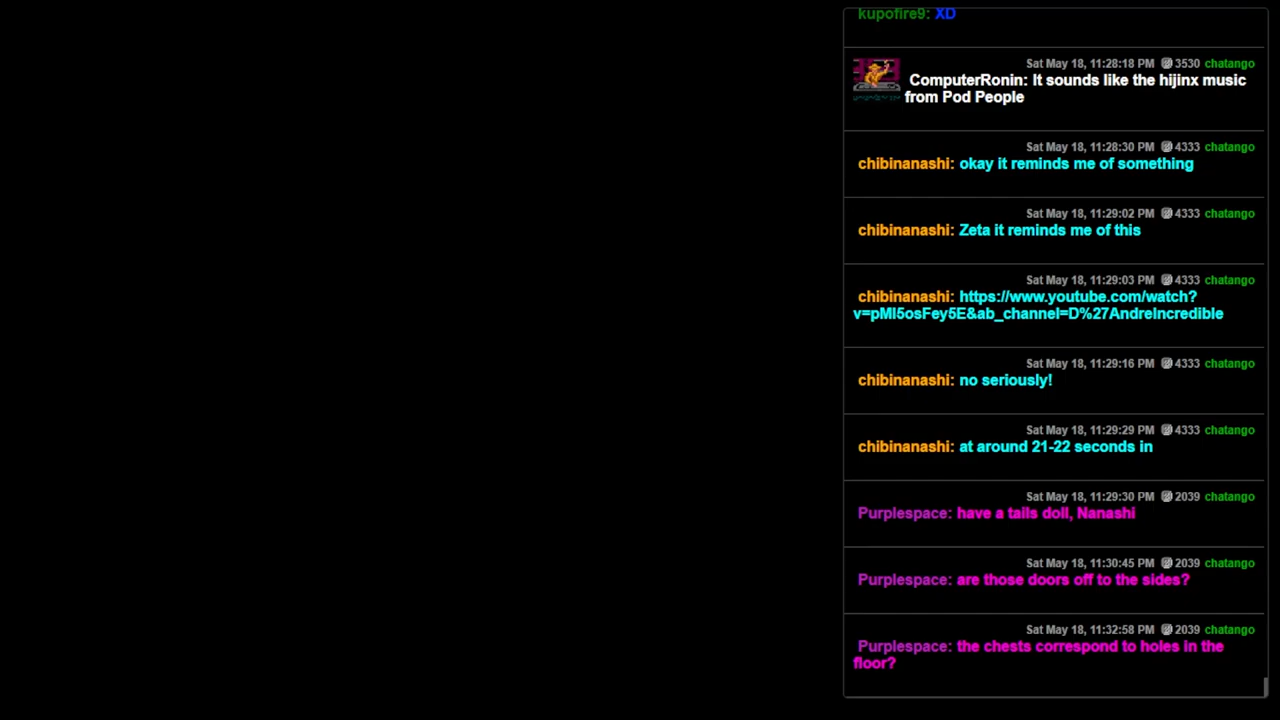 kupofire9: XD
Sat May 18, 11:28:18 PM 3530 chatango
ComputerRonin: It sounds like the hijinx music
from Pod People
Sat May 18, 11:28:30 PM 4333 chatango
chibinanashi: okay it reminds me of something
Sat May 18, 11:29:02 PM 4333 chatango
chibinanashi: Zeta it reminds me of this
Sat May 18, 11:29:03 PM 4333 chatango
chibinanashi: https://www.youtube.com/watch?
v=pMI5osFey5E&ab_channel=D%27AndreIncredible
Sat May 18, 11:29:16 PM 4333 chatango
chibinanashi: no seriously!
Sat May 18, 11:29:29 PM 4333 chatango
chibinanashi: at around 21-22 seconds in
Sat May 18, 11:29:30 PM 2039 chatango
Purplespace: have a tails doll, Nanashi
Sat May 18, 11:30:45 PM 2039 chatango
Purplespace: are those doors off to the sides?
Sat May 18, 11:32:58 PM 2039 chatango
Purplespace: the chests correspond to holes in the
floor?